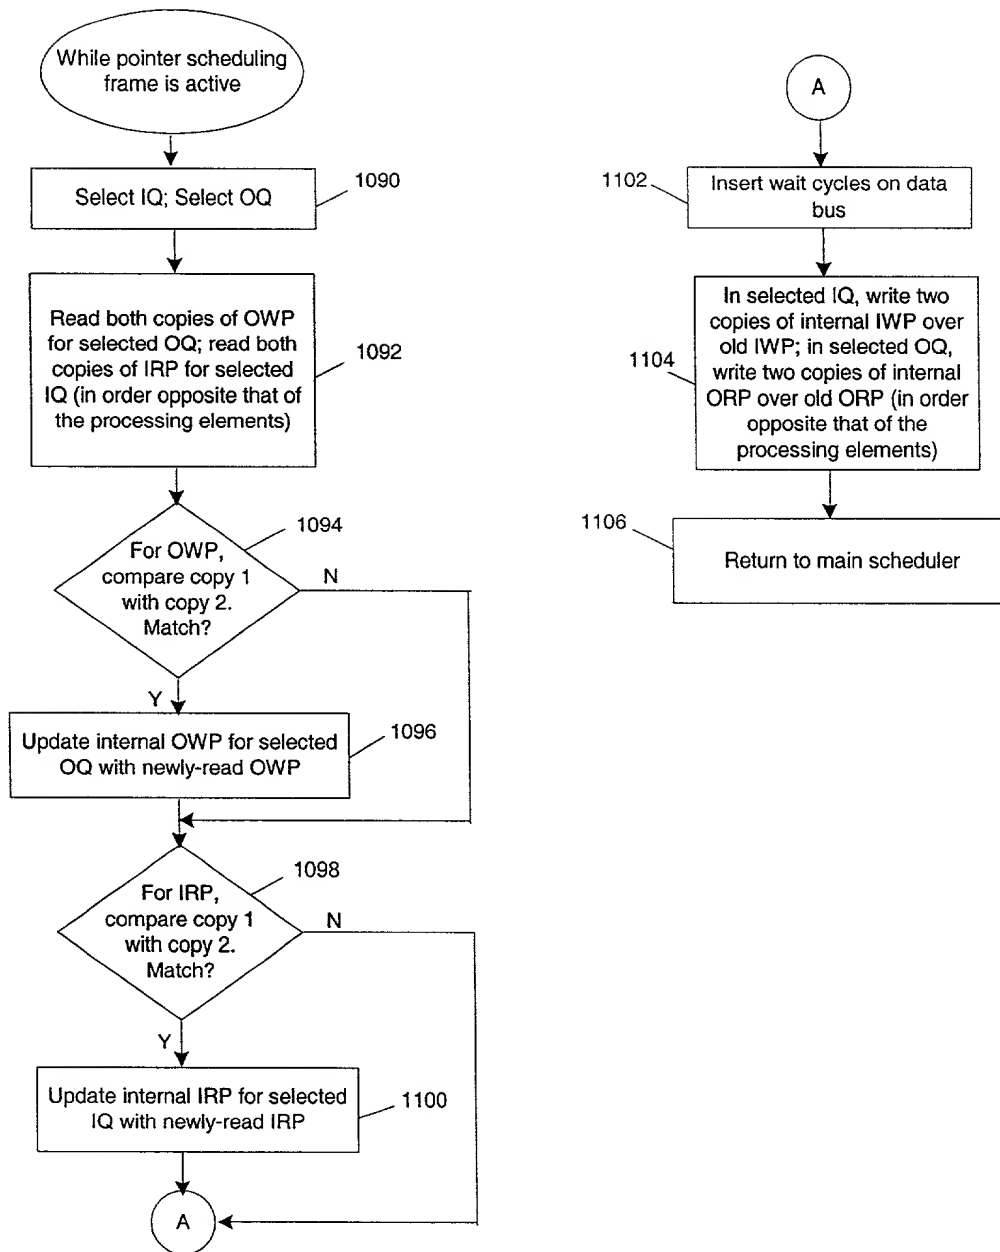 While pointer scheduling
frame is active
Select IQ; Select OQ
1090
Read both copies of OWP
for selected OQ; read both
copies of IRP for selected
IQ (in order opposite that of
the processing elements)
1092
For OWP,
compare copy 1
with copy 2.
Match?
1094
N
Y
Update internal OWP for selected
OQ with newly-read OWP
1096
For IRP,
compare copy 1
with copy 2.
Match?
1098
N
Y
Update internal IRP for selected
IQ with newly-read IRP
1100
A
A
1102
Insert wait cycles on data
bus
1104
In selected IQ, write two
copies of internal IWP over
old IWP; in selected OQ,
write two copies of internal
ORP over old ORP (in order
opposite that of the
processing elements)
1106
Return to main scheduler